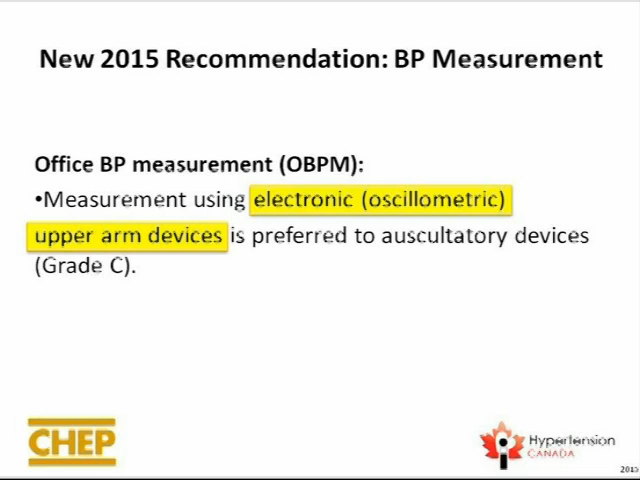 New 2015 Recommendation: BP Measurement
Office BP measurement (OBPM):
•Measurement using electronic (oscillometric)
upper arm devices is preferred to auscultatory devices
(Grade C).
CHEP
Hypertension
CANADA
2015